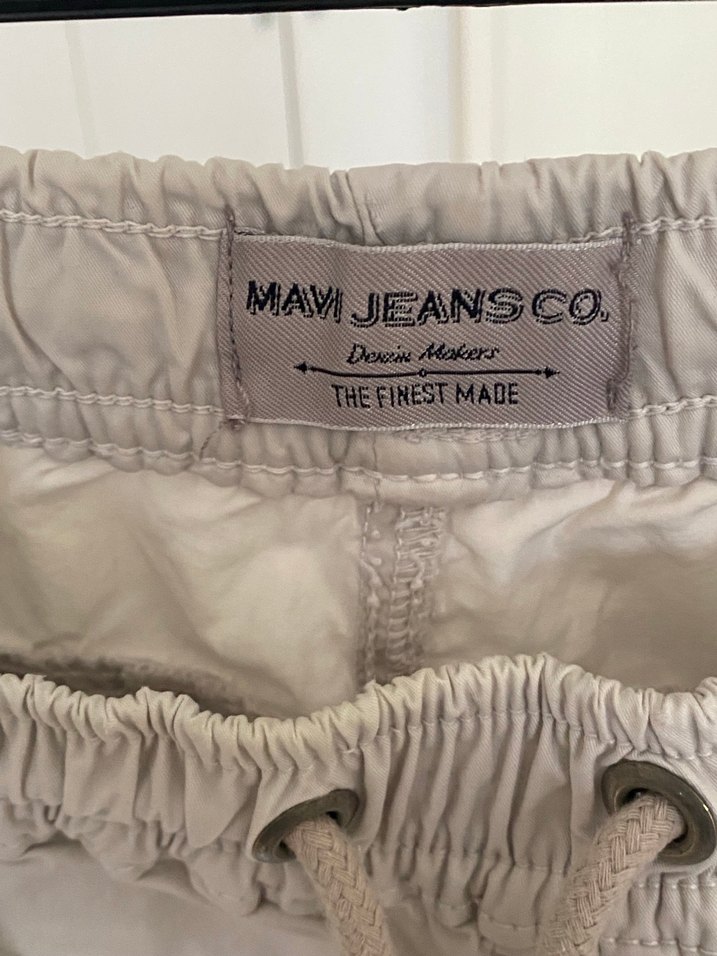 MAVI JEANS CO.
Denim Makers
THE FINEST MADE